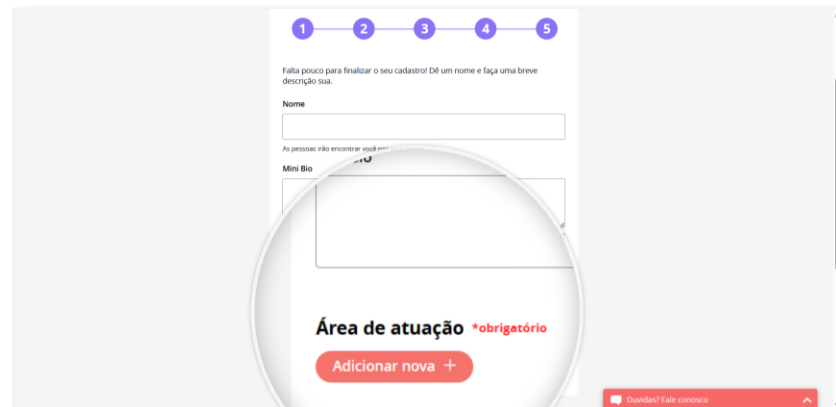 1 2 3 4 5
Falta pouco para finalizar o seu cadastro! Dê um nome e faça uma breve
descrição sua.
Nome
As pessoas irão encontrar você
Mini Bio
Área de atuação *obrigatório
Adicionar nova +
Duvidas? Fale conosco